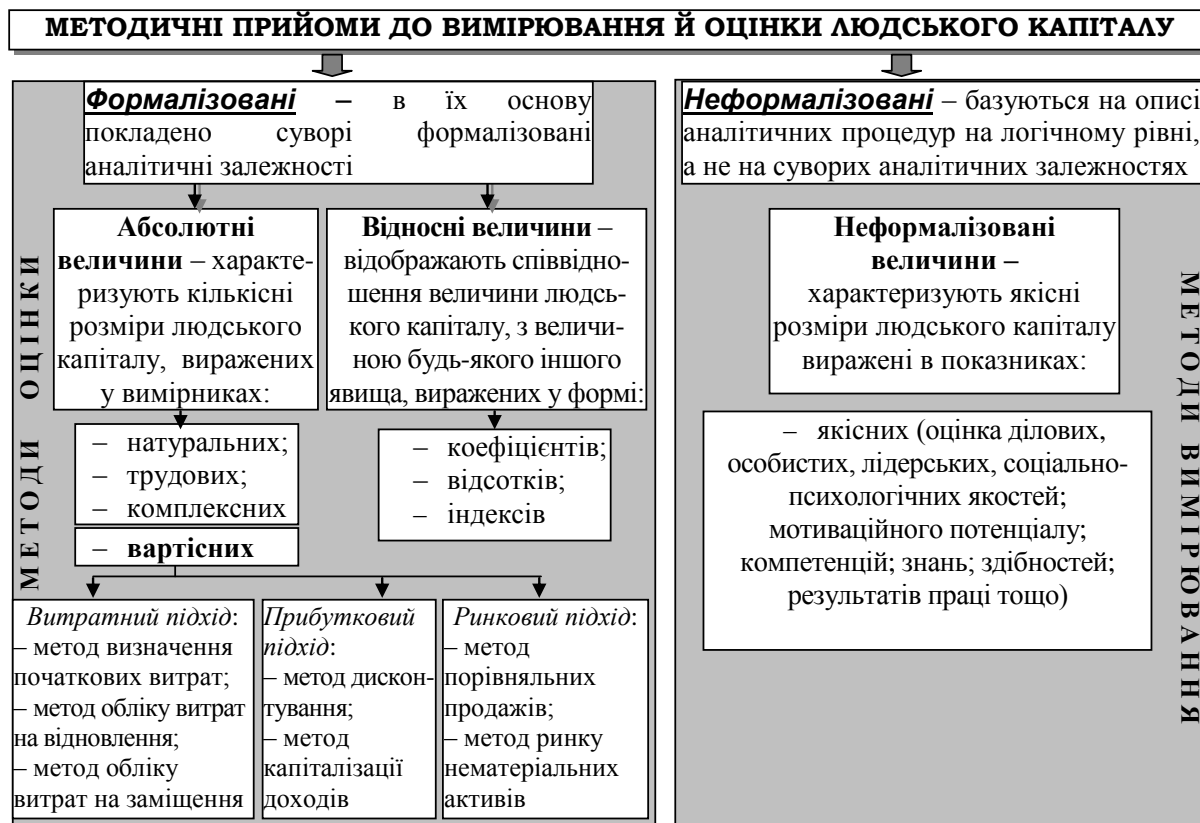 МЕТОДИЧНІ ПРИЙОМИ ДО ВИМІРЮВАННЯ Й ОЦІНКИ ЛЮДСЬКОГО КАПІТАЛУ
Формалізовані – в їх основу
покладено суворі формалізовані
аналітичні залежності
Абсолютні
величини – характе-
ризують кількісні
розміри людського
капіталу, виражених
у вимірниках:
– натуральних;
– трудових;
– комплексних
– вартісних
Відносні величини –
відображають співвідно-
шення величини людсь-
кого капіталу, з величи-
ною будь-якого іншого
явища, виражених у формі:
– коефіцієнтів;
– відсотків;
– індексів
Витратний підхід:
– метод визначення
початкових витрат;
– метод обліку витрат
на відновлення;
– метод обліку
витрат на заміщення
Прибутковий
підхід:
– метод дискон-
тування;
– метод
капіталізації
доходів
Ринковий підхід:
– метод
порівняльних
продажів;
– метод ринку
нематеріальних
активів
МЕТОДИ ОЦІНКИ
Неформалізовані – базуються на описі
аналітичних процедур на логічному рівні,
а не на суворих аналітичних залежностях
Неформалізовані
величини –
характеризують якісні
розміри людського капіталу
виражені в показниках:
– якісних (оцінка ділових,
особистих, лідерських, соціально-
психологічних якостей;
мотиваційного потенціалу;
компетенцій; знань; здібностей;
результатів праці тощо)
МЕТОДИ ВИМІРЮВАННЯ